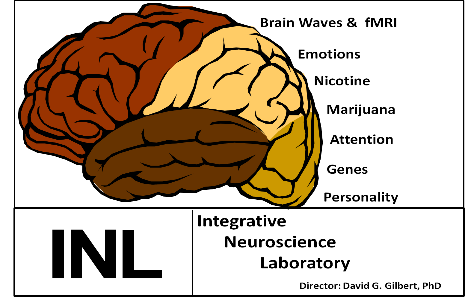 Brain Waves & fMRI
Emotions
Nicotine
Marijuana
Attention
Genes
Personality
INL
Integrative
Neuroscience
Laboratory
Director: David G. Gilbert, PhD